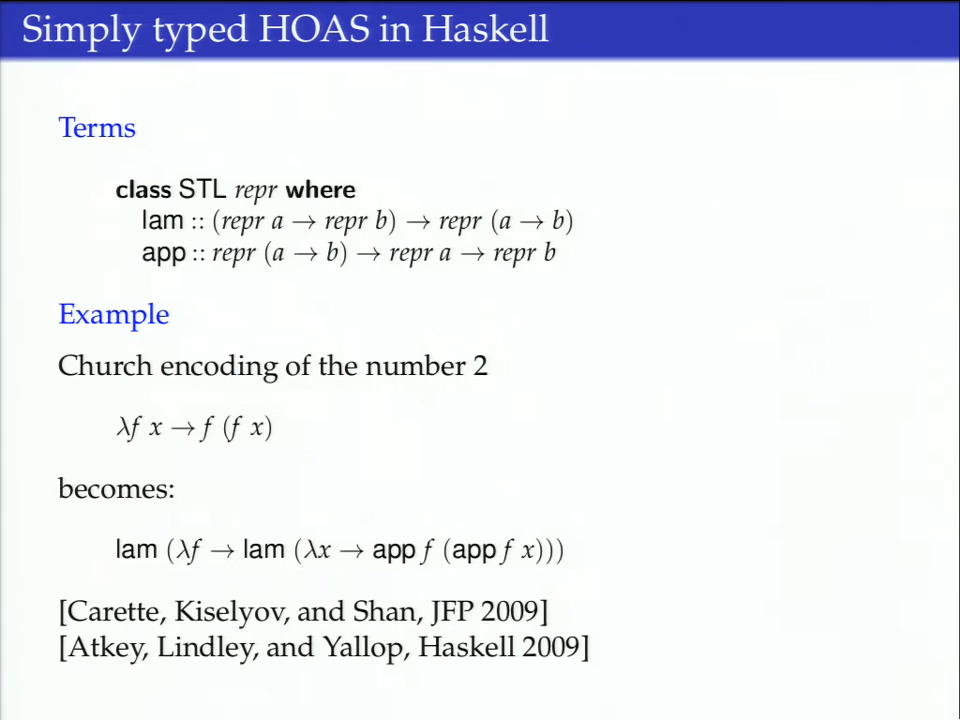 Simply typed HOAS in Haskell
Terms
class STL repr where
lam :: (repr a → repr b) → repr (a → b)
app :: repr (a → b) → repr a → repr b
Example
Church encoding of the number 2
λf x → f (f x)
becomes:
lam (λf → lam (λx → app f (app f x)))
[Carette, Kiselyov, and Shan, JFP 2009]
[Atkey, Lindley, and Yallop, Haskell 2009]